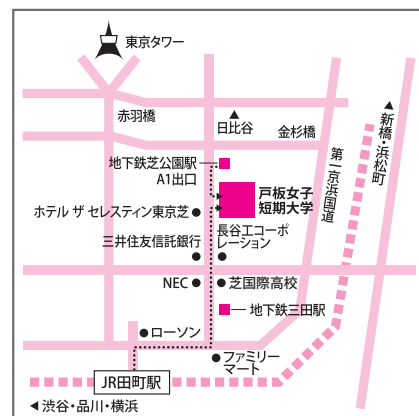 東京タワー
赤羽橋
▲
日比谷
金杉橋
▲新橋・浜松町
第一京浜国道
地下鉄芝公園駅
A1出口
戸板女子
短期大学
ホテル ザ セレスティン東京芝
長谷工コーポ
レーション
三井住友信託銀行
NEC
芝国際高校
地下鉄三田駅
ローソン
ファミリー
マート
JR田町駅
◀渋谷・品川・横浜